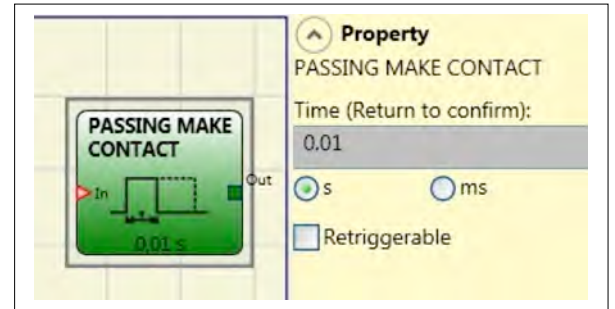 PASSING MAKE
CONTACT
In
Out
T
0,01 s
Property
PASSING MAKE CONTACT
Time (Return to confirm):
0.01
s ms
Retriggerable